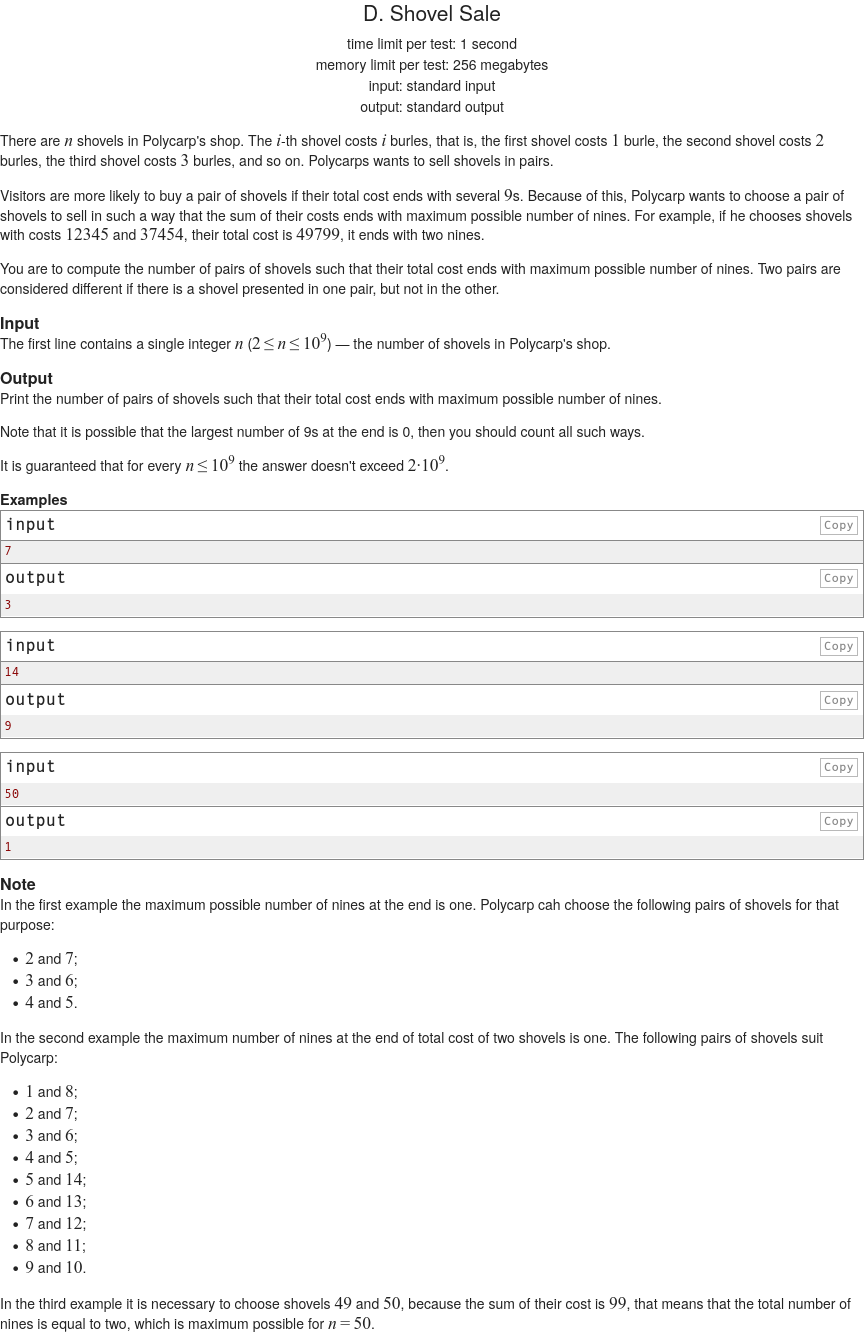 D. Shovel Sale
time limit per test: 1 second
memory limit per test: 256 megabytes
input: standard input
output: standard output
There are n shovels in Polycarp's shop. The i-th shovel costs i burles, that is, the first shovel costs 1 burle, the second shovel costs 2
burles, the third shovel costs 3 burles, and so on. Polycarps wants to sell shovels in pairs.
Visitors are more likely to buy a pair of shovels if their total cost ends with several 9s. Because of this, Polycarp wants to choose a pair of
shovels to sell in such a way that the sum of their costs ends with maximum possible number of nines. For example, if he chooses shovels
with costs 12345 and 37454, their total cost is 49799, it ends with two nines.
You are to compute the number of pairs of shovels such that their total cost ends with maximum possible number of nines. Two pairs are
considered different if there is a shovel presented in one pair, but not in the other.
Input
The first line contains a single integer n (2 ≤ n ≤ 10⁹) — the number of shovels in Polycarp's shop.
Output
Print the number of pairs of shovels such that their total cost ends with maximum possible number of nines.
Note that it is possible that the largest number of 9s at the end is 0, then you should count all such ways.
It is guaranteed that for every n ≤ 10⁹ the answer doesn't exceed 2·10⁹.
Examples
input Copy
7
output Copy
3
input Copy
14
output Copy
9
input Copy
50
output Copy
1
Note
In the first example the maximum possible number of nines at the end is one. Polycarp cah choose the following pairs of shovels for that
purpose:
• 2 and 7;
• 3 and 6;
• 4 and 5.
In the second example the maximum number of nines at the end of total cost of two shovels is one. The following pairs of shovels suit
Polycarp:
• 1 and 8;
• 2 and 7;
• 3 and 6;
• 4 and 5;
• 5 and 14;
• 6 and 13;
• 7 and 12;
• 8 and 11;
• 9 and 10.
In the third example it is necessary to choose shovels 49 and 50, because the sum of their cost is 99, that means that the total number of
nines is equal to two, which is maximum possible for n = 50.